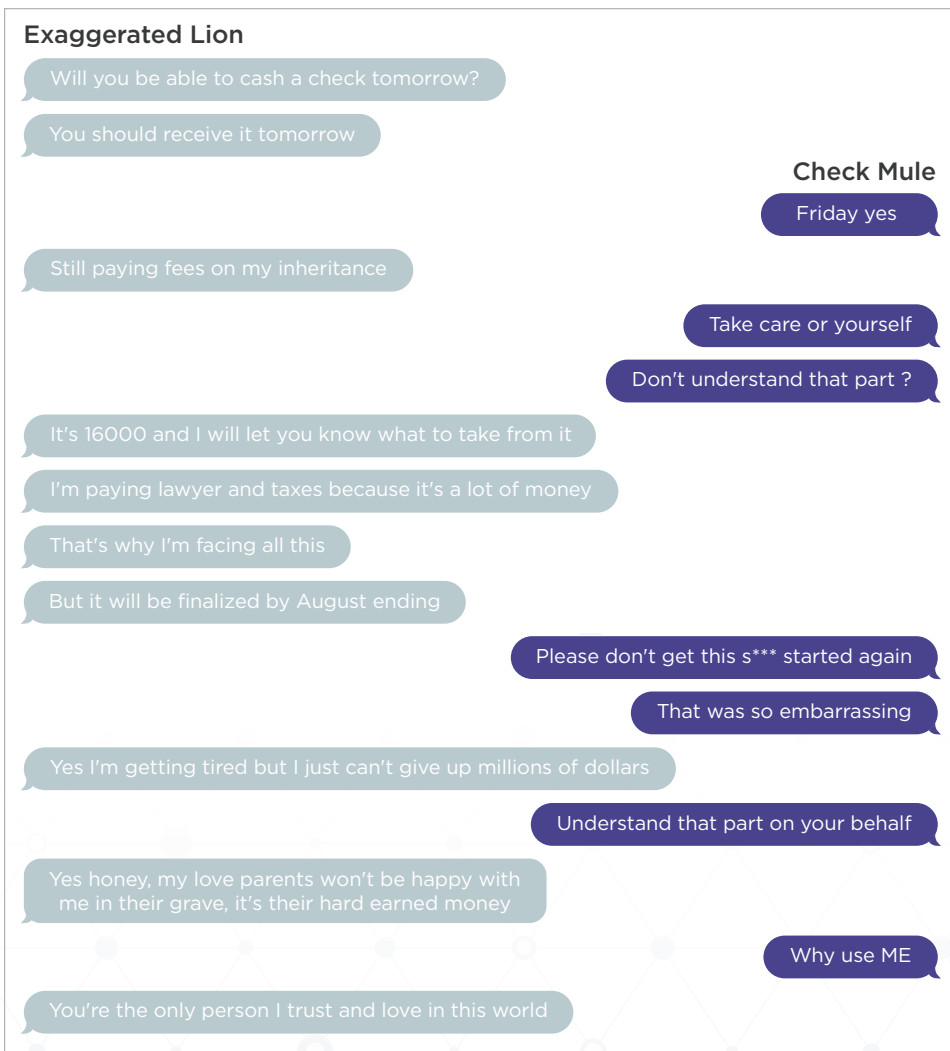 Exaggerated Lion
Will you be able to cash a check tomorrow?
You should receive it tomorrow
Check Mule
Friday yes
Still paying fees on my inheritance
Take care or yourself
Don't understand that part ?
It's 16000 and I will let you know what to take from it
I'm paying lawyer and taxes because it's a lot of money
That's why I'm facing all this
But it will be finalized by August ending
Please don't get this s*** started again
That was so embarrassing
Yes I'm getting tired but I just can't give up millions of dollars
Understand that part on your behalf
Yes honey, my love parents won't be happy with
me in their grave, it's their hard earned money
Why use ME
You're the only person I trust and love in this world